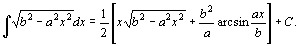 ∫√(b² − a²x²) dx = 1/2 [ x√(b² − a²x²) + b²/a arcsin ax/b ] + C.